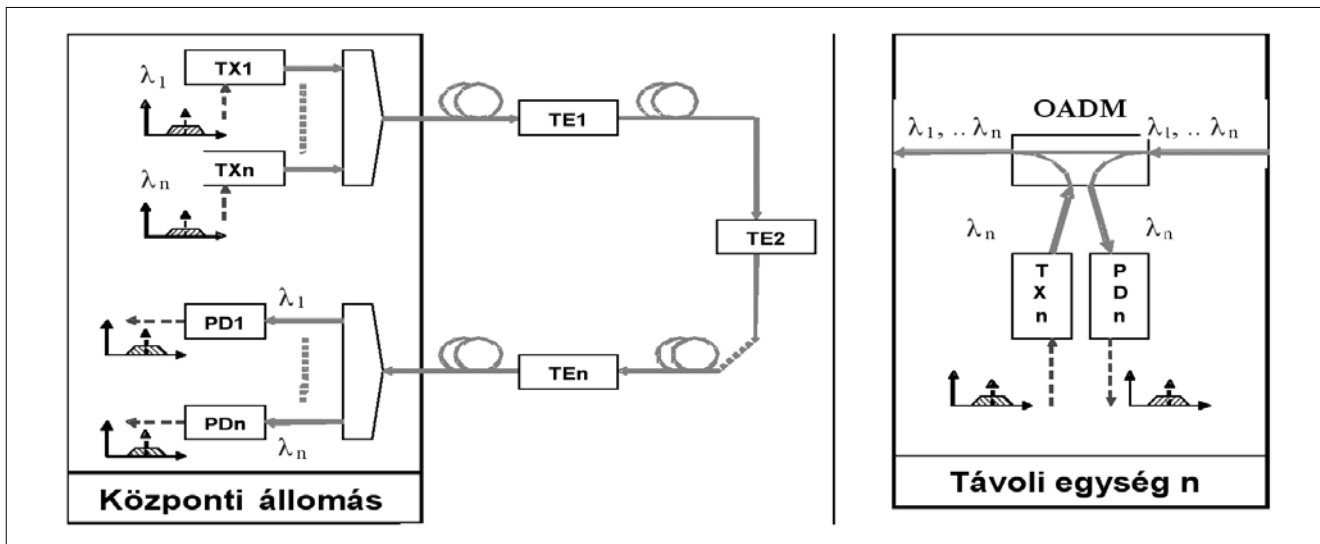 λ1
TX1
λn
TXn
TE1
TE2
TEn
λ1
PD1
PDn
λn
Központi állomás
OADM
λ1, .. λn
λ1, .. λn
λn
λn
TXn
PDn
Távoli egység n